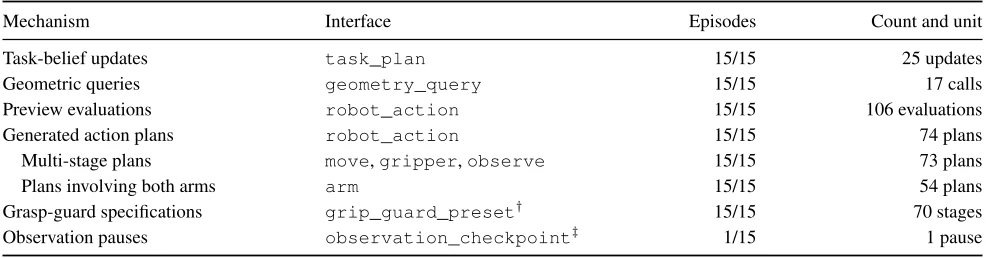 Mechanism Interface Episodes Count and unit
Task-belief updates task_plan 15/15 25 updates
Geometric queries geometry_query 15/15 17 calls
Preview evaluations robot_action 15/15 106 evaluations
Generated action plans robot_action 15/15 74 plans
Multi-stage plans move, gripper, observe 15/15 73 plans
Plans involving both arms arm 15/15 54 plans
Grasp-guard specifications grip_guard_preset† 15/15 70 stages
Observation pauses observation_checkpoint‡ 1/15 1 pause